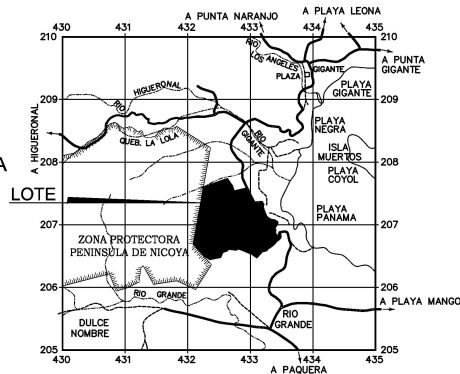 A PUNTA NARANJO
A PLAYA LEONA
430 431 432 433 434 435
210
210
RIO
LOS ANGELES
PLAZA
GIGANTE
A PUNTA
GIGANTE
PLAYA
GIGANTE
HIGUERONAL
RIO
209
209
A HIGUERONAL
QUEB. LA LOLA
RIO
GIGANTE
PLAYA
NEGRA
ISLA
MUERTOS
208
208
A
PLAYA
COYOL
LOTE
PLAYA
PANAMA
207
207
ZONA PROTECTORA
PENINSULA DE NICOYA
206
206
RIO GRANDE
A PLAYA MANGO
DULCE
NOMBRE
RIO
GRANDE
205
205
430 431 432 433 434 435
A PAQUERA